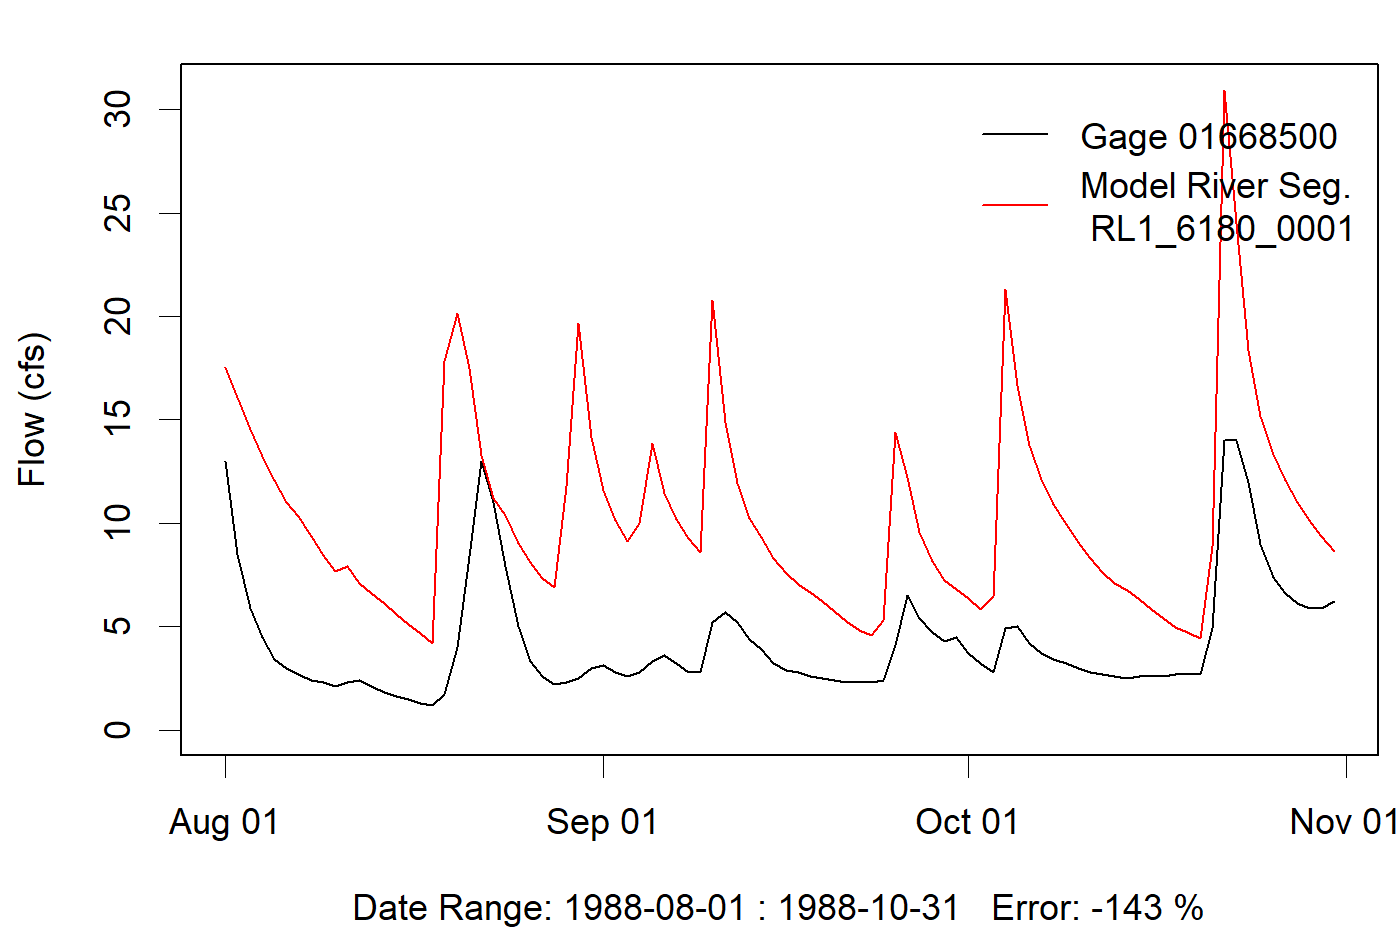 Flow (cfs)
30
25
20
15
10
5
0
Gage 01668500
Model River Seg.
RL1_6180_0001
Aug 01 Sep 01 Oct 01 Nov 01
Date Range: 1988-08-01 : 1988-10-31 Error: -143 %